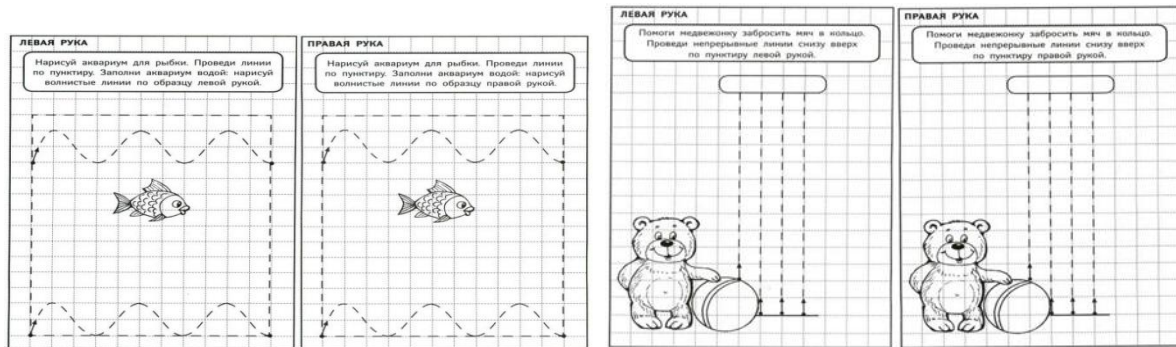 ЛЕВАЯ РУКА
Нарисуй аквариум для рыбки. Проведи линии
по пунктиру. Заполни аквариум водой: нарисуй
волнистые линии по образцу левой рукой.
ПРАВАЯ РУКА
Нарисуй аквариум для рыбки. Проведи линии
по пунктиру. Заполни аквариум водой: нарисуй
волнистые линии по образцу правой рукой.
ЛЕВАЯ РУКА
Помоги медвежонку забросить мяч в кольцо.
Проведи непрерывные линии снизу вверх
по пунктиру левой рукой.
ПРАВАЯ РУКА
Помоги медвежонку забросить мяч в кольцо.
Проведи непрерывные линии снизу вверх
по пунктиру правой рукой.